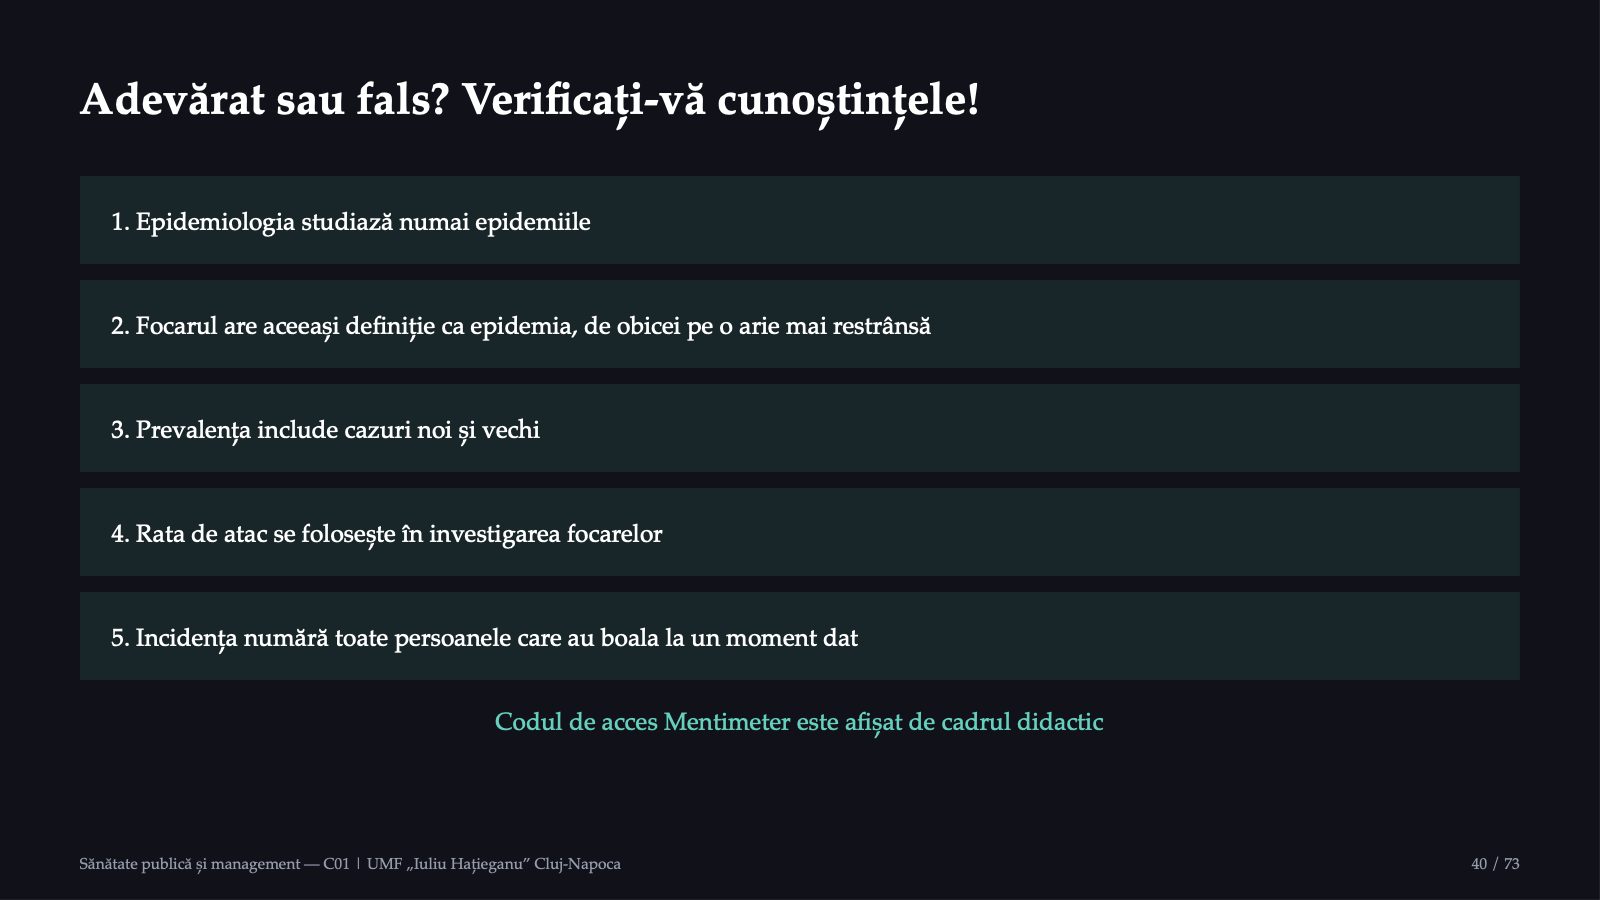 Adevărat sau fals? Verificați-vă cunoștințele!
1. Epidemiologia studiază numai epidemiile
2. Focarul are aceeași definiție ca epidemia, de obicei pe o arie mai restrânsă
3. Prevalența include cazuri noi și vechi
4. Rata de atac se folosește în investigarea focarelor
5. Incidența numără toate persoanele care au boala la un moment dat
Codul de acces Mentimeter este afișat de cadrul didactic
Sănătate publică și management — C01 | UMF „Iuliu Hațieganu” Cluj-Napoca
40 / 73